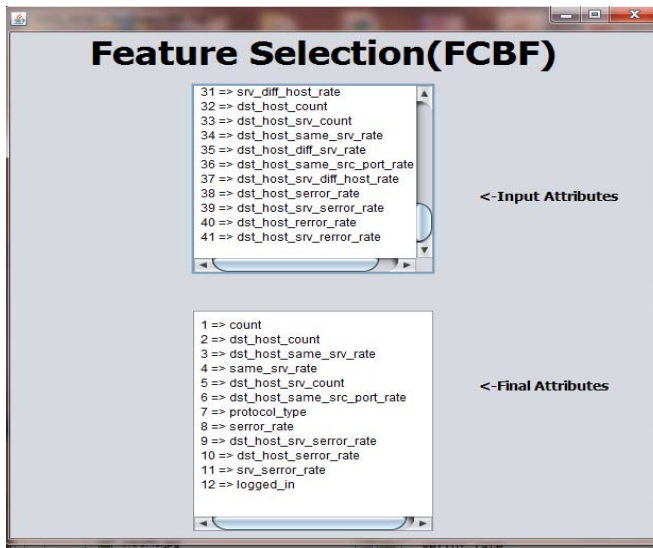 Feature Selection(FCBF)
31 => srv_diff_host_rate
32 => dst_host_count
33 => dst_host_srv_count
34 => dst_host_same_srv_rate
35 => dst_host_diff_srv_rate
36 => dst_host_same_src_port_rate
37 => dst_host_srv_diff_host_rate
38 => dst_host_serror_rate
39 => dst_host_srv_serror_rate
40 => dst_host_rerror_rate
41 => dst_host_srv_rerror_rate
<-Input Attributes
1 => count
2 => dst_host_count
3 => dst_host_same_srv_rate
4 => same_srv_rate
5 => dst_host_srv_count
6 => dst_host_same_src_port_rate
7 => protocol_type
8 => serror_rate
9 => dst_host_srv_serror_rate
10 => dst_host_serror_rate
11 => srv_serror_rate
12 => logged_in
<-Final Attributes